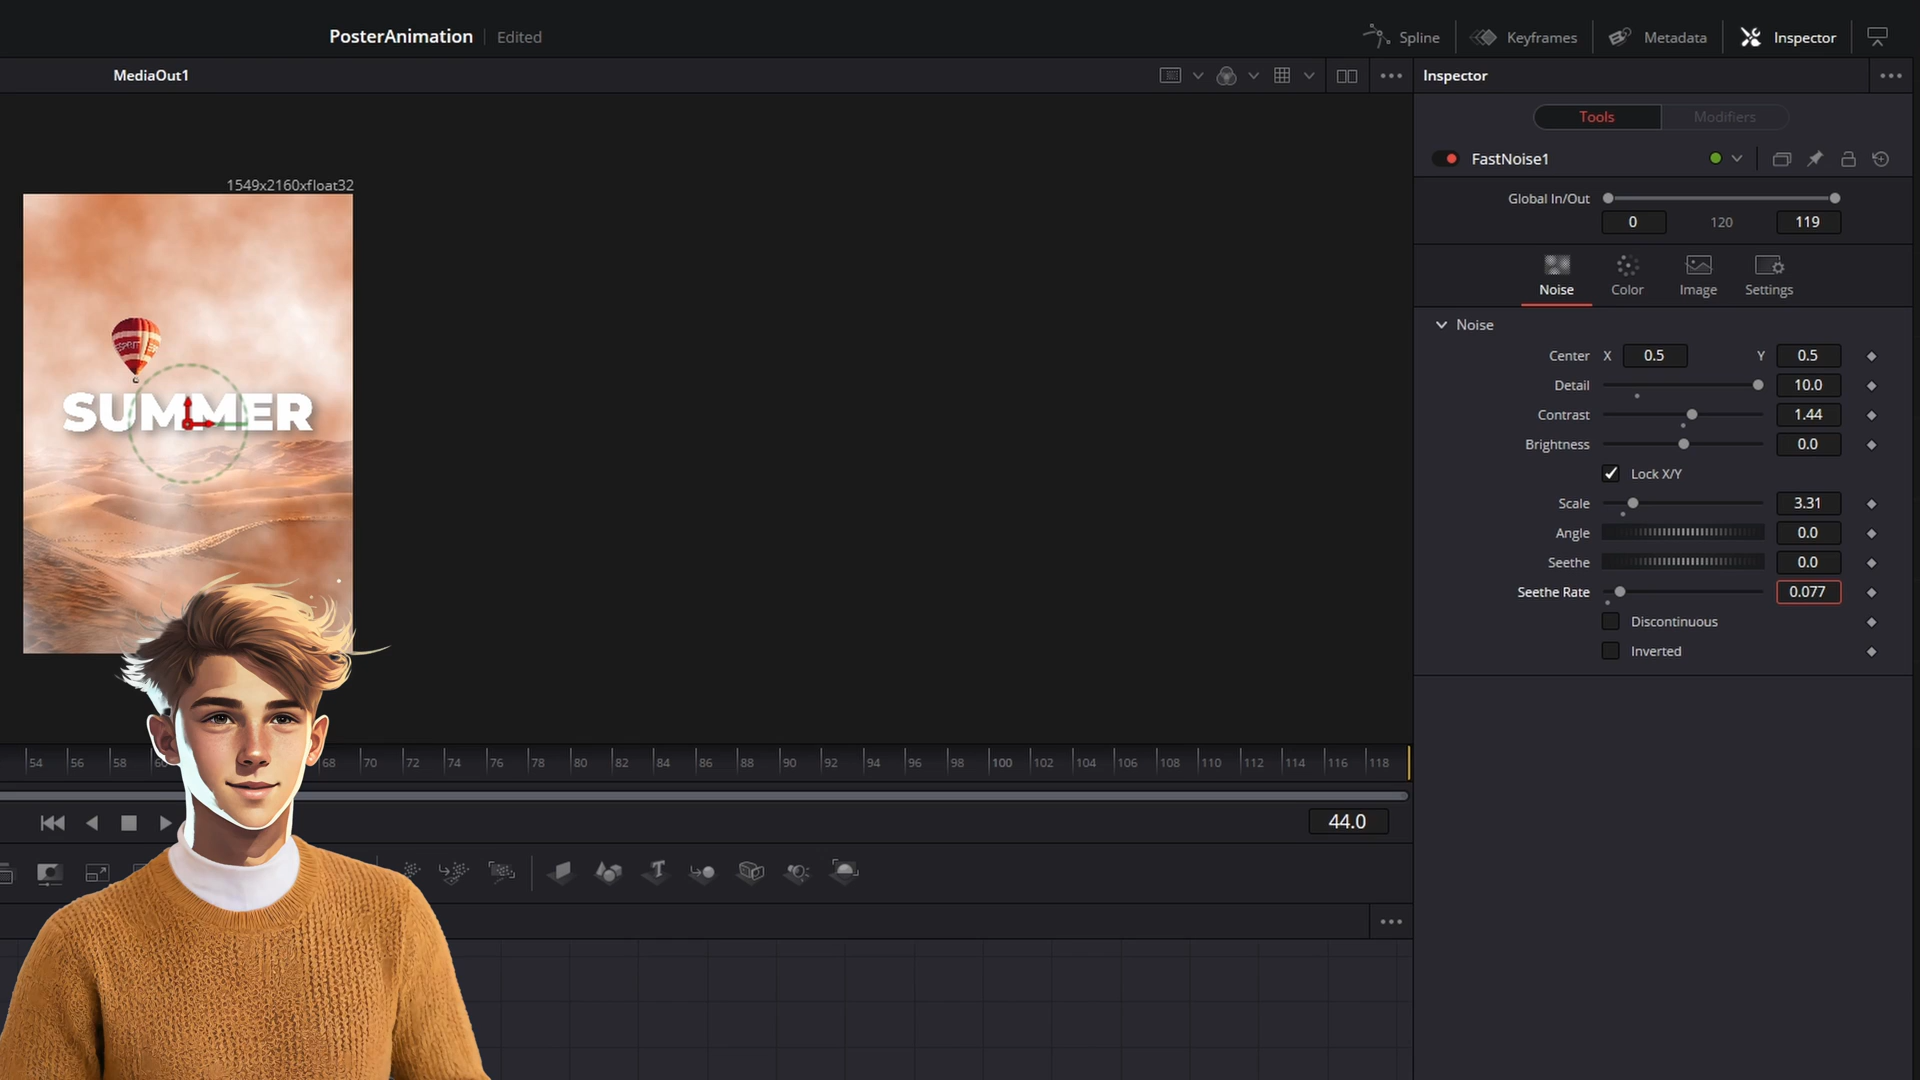 PosterAnimation
Edited
Spline
Keyframes
Metadata
Inspector
MediaOut1
Inspector
Tools
Modifiers
FastNoise1
1549x2160xfloat32
Global In/Out
0
120
119
Noise
Color
Image
Settings
Noise
Center X 0.5 Y 0.5
Detail 10.0
SUMMER
Contrast 1.44
Brightness 0.0
Lock X/Y
Scale 3.31
Angle 0.0
Seethe 0.0
Seethe Rate 0.077
Discontinuous
Inverted
54 56 58 68 70 72 74 76 78 80 82 84 86 88 90 92 94 96 98 100 102 104 106 108 110 112 114 116 118
44.0